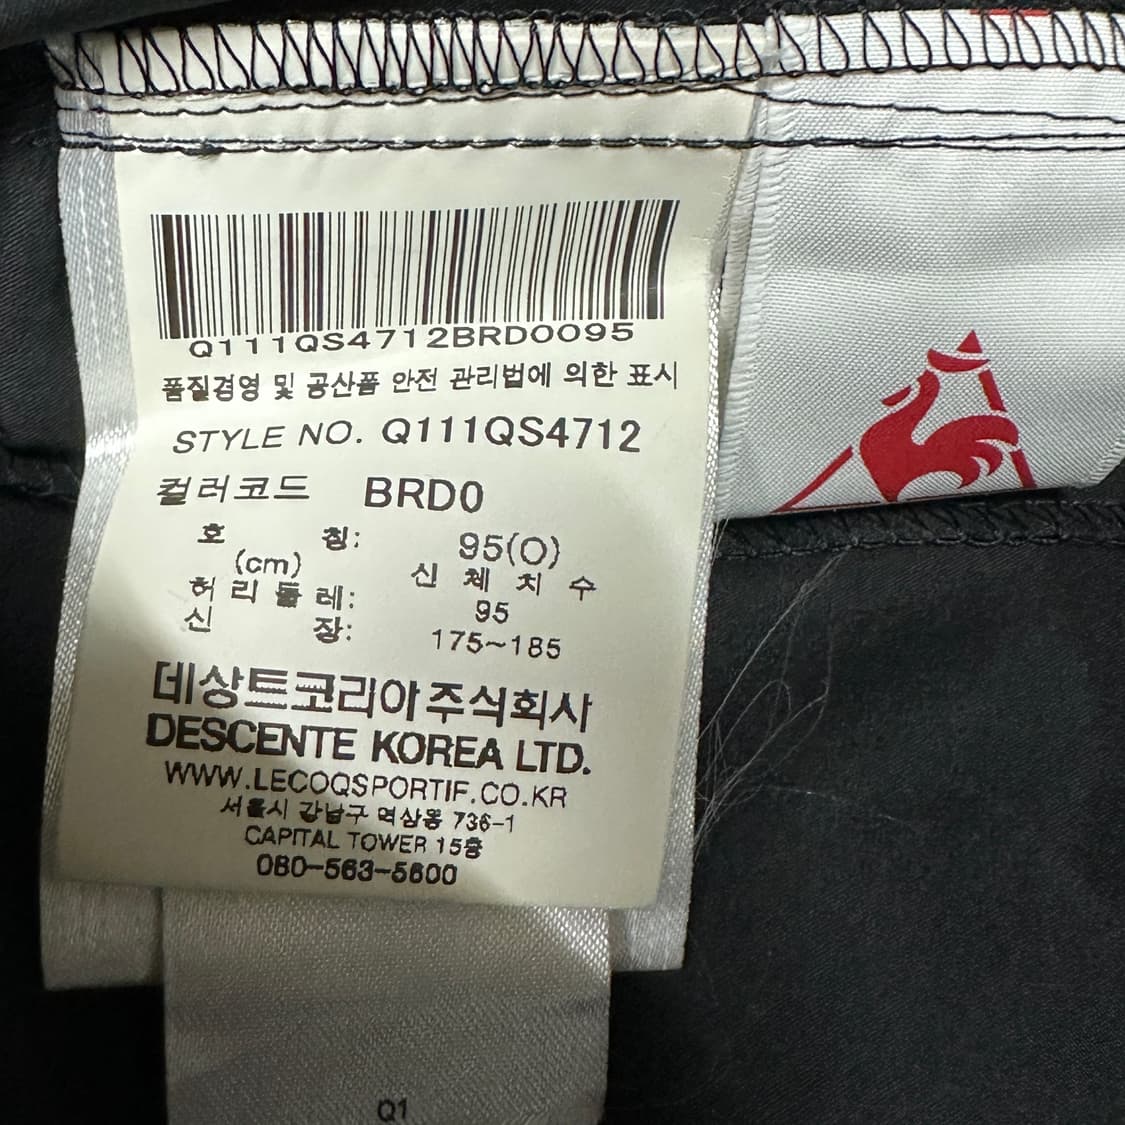 Q111QS4712BRD0095
품질경영 및 공산품 안전 관리법에 의한 표시
STYLE NO. Q111QS4712
컬러코드 BRD0
호 칭: 95(O)
(cm) 신 체 치 수
허 리 둘 레: 95
신 장: 175~185
데상트코리아주식회사
DESCENTE KOREA LTD.
WWW.LECOQSPORTIF.CO.KR
서울시 강남구 역삼동 736-1
CAPITAL TOWER 15층
080-563-5600
Q1